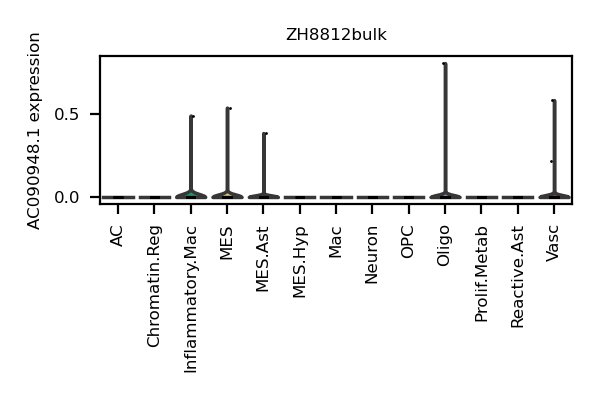 ZH8812bulk
AC090948.1 expression
0.5
0.0
AC
Chromatin.Reg
Inflammatory.Mac
MES
MES.Ast
MES.Hyp
Mac
Neuron
OPC
Oligo
Prolif.Metab
Reactive.Ast
Vasc